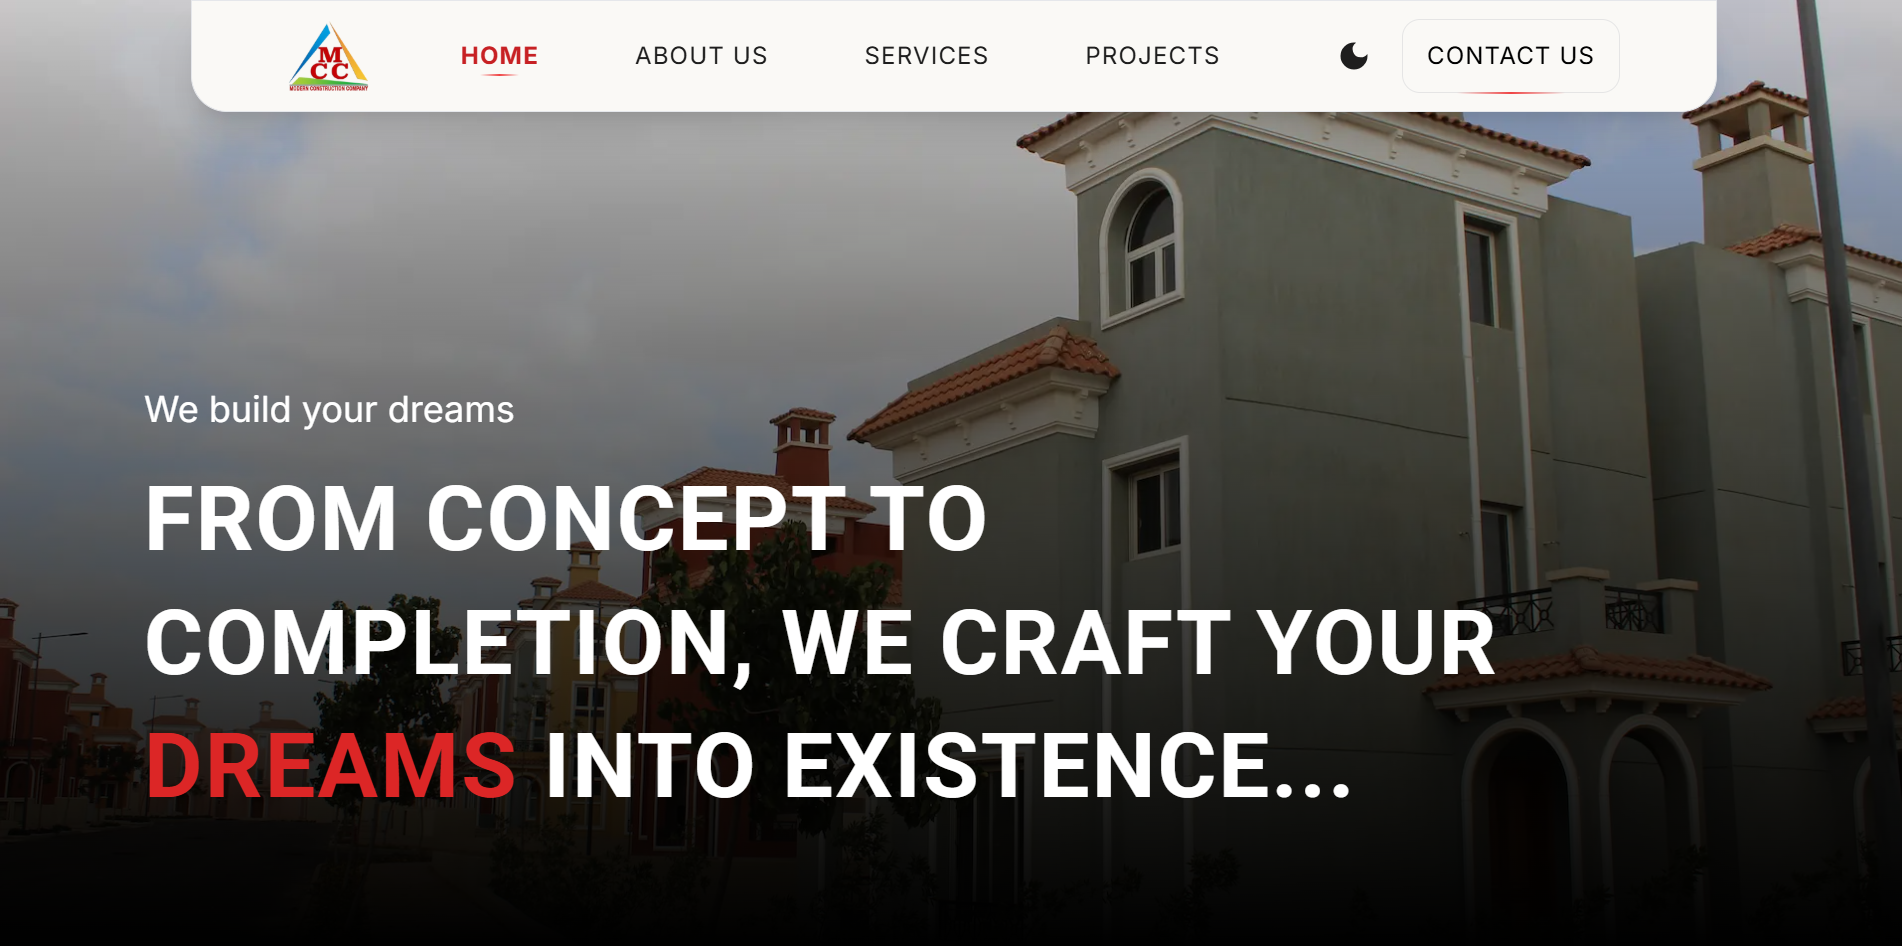 M
CC
MODERN CONSTRUCTION COMPANY
HOME
ABOUT US
SERVICES
PROJECTS
CONTACT US
We build your dreams
FROM CONCEPT TO
COMPLETION, WE CRAFT YOUR
DREAMS INTO EXISTENCE...